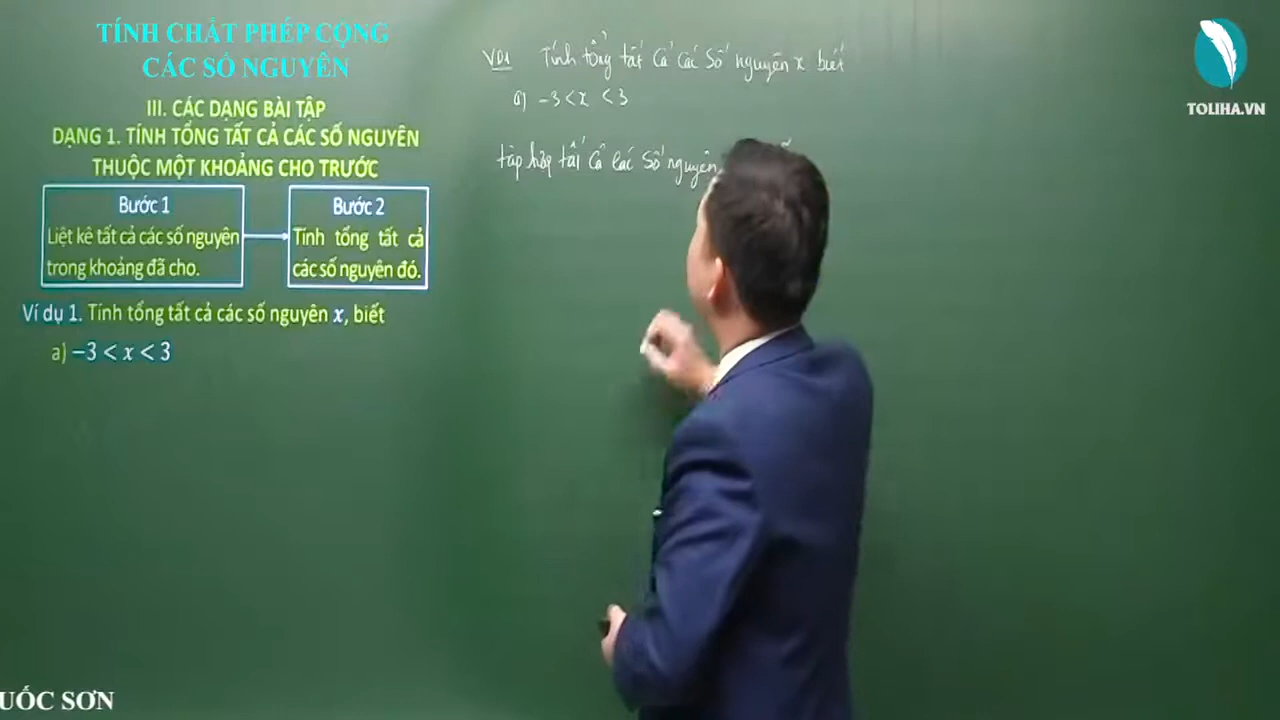 TÍNH CHẤT PHÉP CỘNG
CÁC SỐ NGUYÊN
III. CÁC DẠNG BÀI TẬP
DẠNG 1. TÍNH TỔNG TẤT CẢ CÁC SỐ NGUYÊN
THUỘC MỘT KHOẢNG CHO TRƯỚC
Bước 1
Liệt kê tất cả các số nguyên
trong khoảng đã cho.
Bước 2
Tính tổng tất cả
các số nguyên đó.
Ví dụ 1. Tính tổng tất cả các số nguyên x, biết
a) −3 < x < 3
VD1 Tính tổng tất cả các số nguyên x biết
a) -3 < x < 3
tập hợp tất cả các số nguyên
TOLIHA.VN
UỐC SƠN